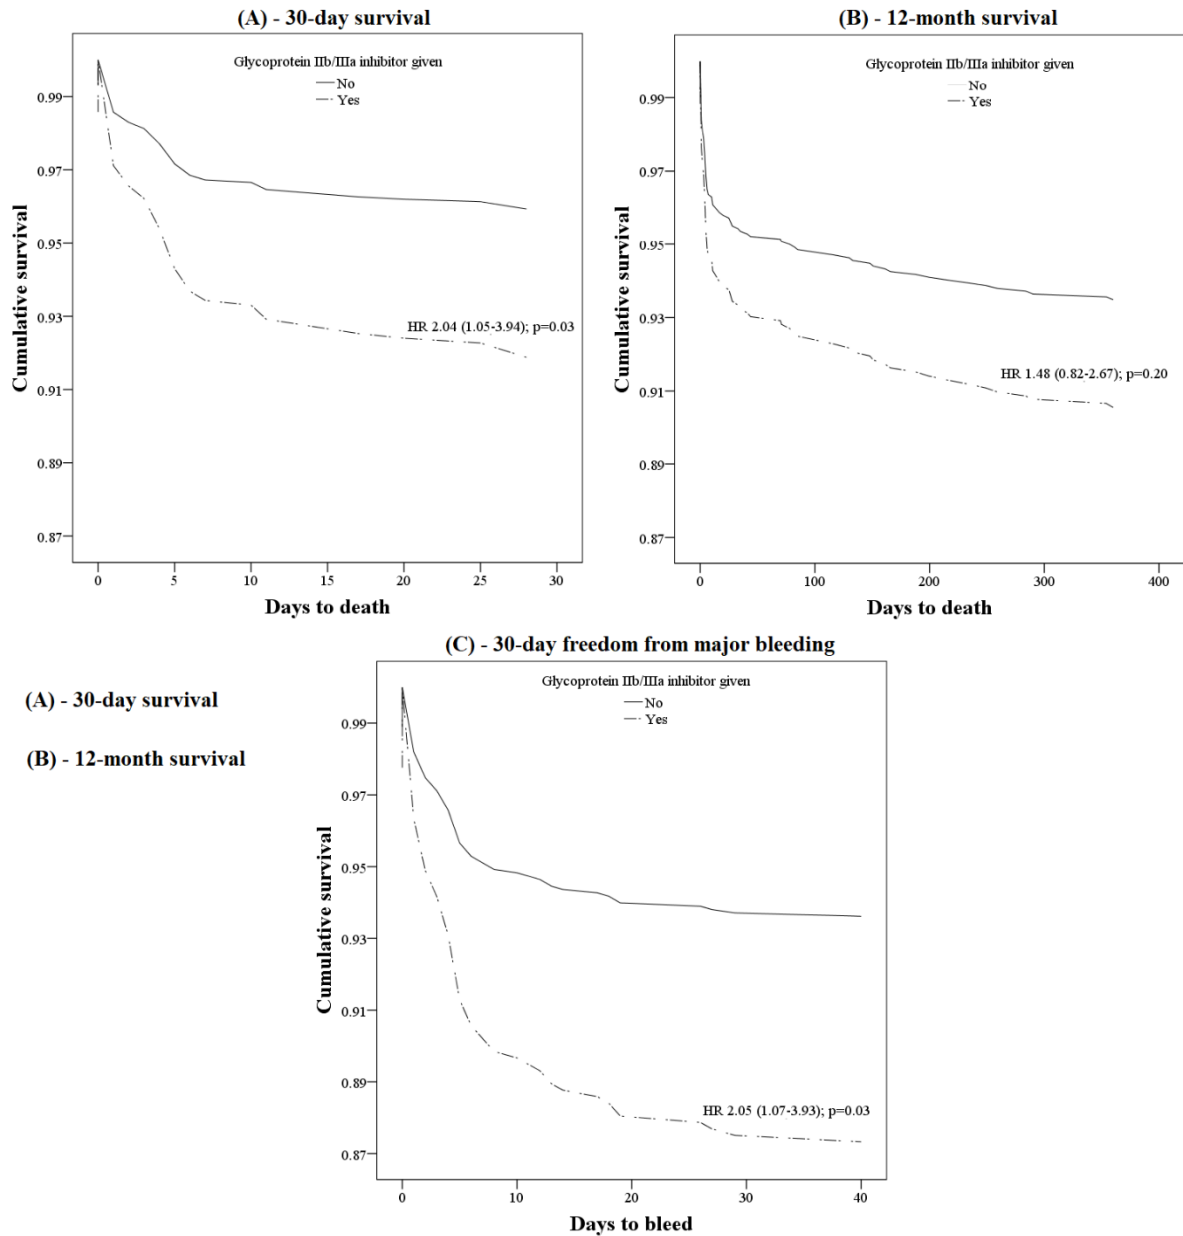 (A) - 30-day survival
Glycoprotein IIb/IIIa inhibitor given
No
Yes
0.99
0.97
0.95
0.93
0.91
0.89
0.87
Cumulative survival
HR 2.04 (1.05-3.94); p=0.03
0 5 10 15 20 25 30
Days to death
(B) - 12-month survival
Glycoprotein IIb/IIIa inhibitor given
No
Yes
0.99
0.97
0.95
0.93
0.91
0.89
0.87
Cumulative survival
HR 1.48 (0.82-2.67); p=0.20
0 100 200 300 400
Days to death
(A) - 30-day survival
(B) - 12-month survival
(C) - 30-day freedom from major bleeding
Glycoprotein IIb/IIIa inhibitor given
No
Yes
0.99
0.97
0.95
0.93
0.91
0.89
0.87
Cumulative survival
HR 2.05 (1.07-3.93); p=0.03
0 10 20 30 40
Days to bleed